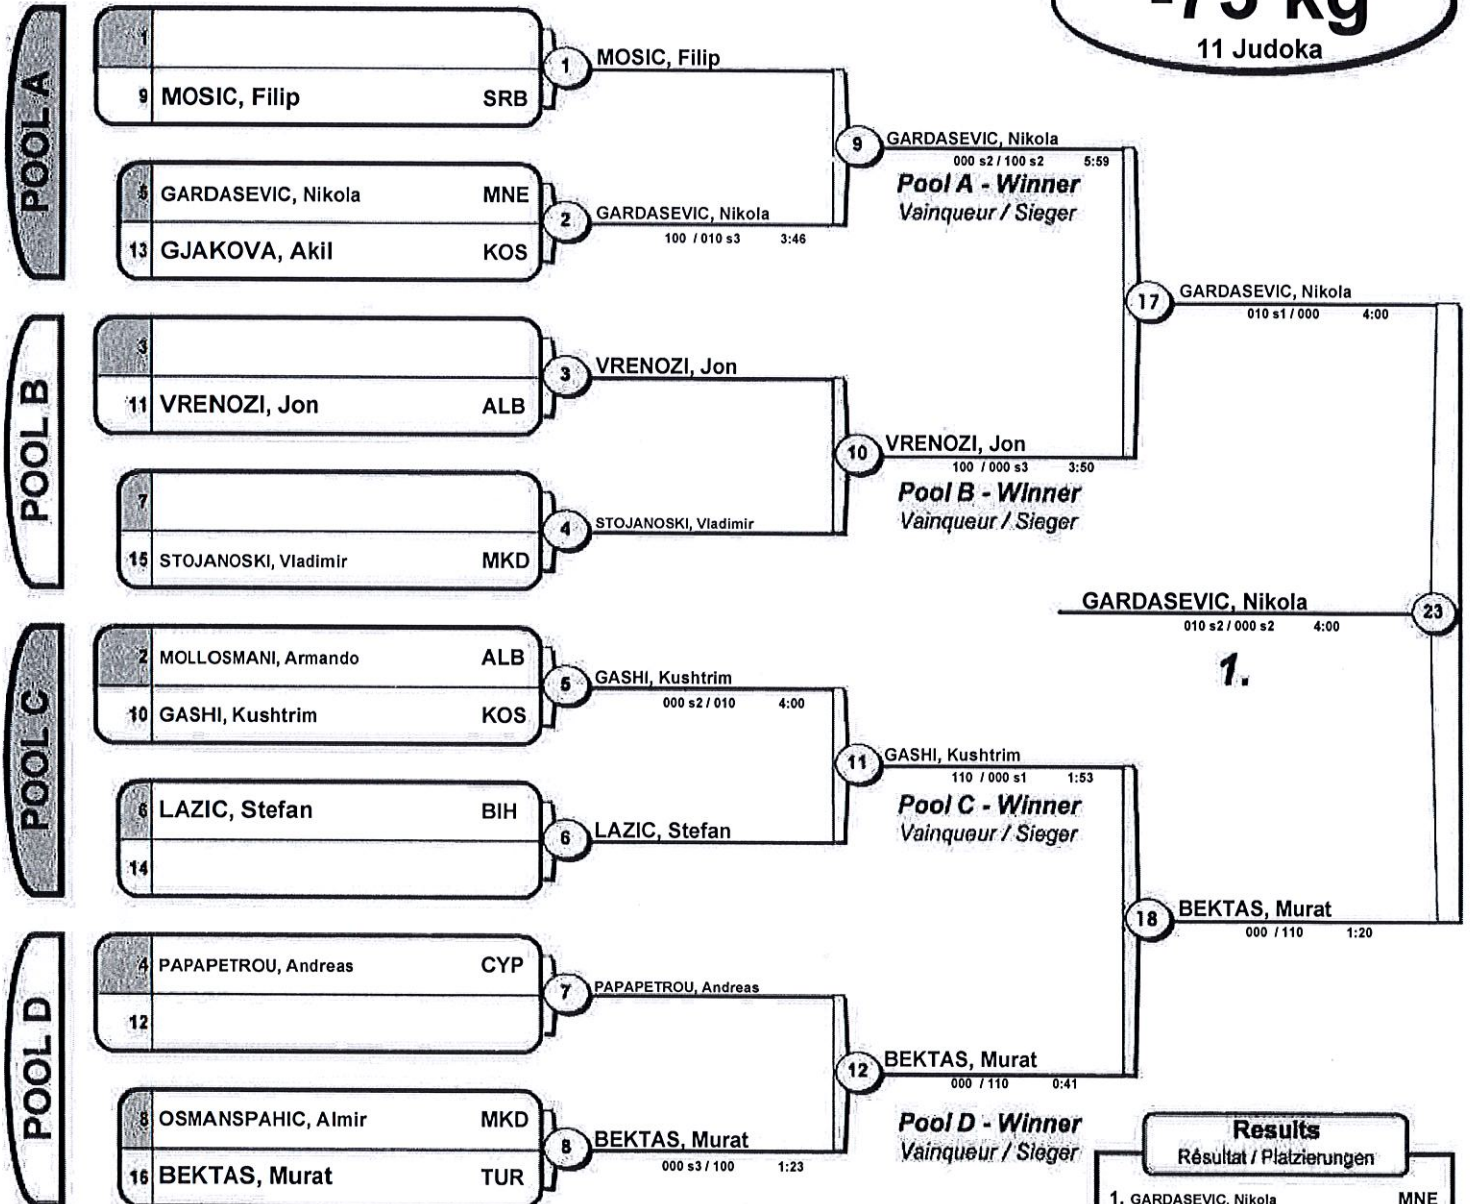 -73 kg
11 Judoka
POOL A
1
9 MOSIC, Filip SRB
1 MOSIC, Filip
5 GARDASEVIC, Nikola MNE
13 GJAKOVA, Akil KOS
2 GARDASEVIC, Nikola
100 / 010 s3 3:46
9 GARDASEVIC, Nikola
000 s2 / 100 s2 5:59
Pool A - Winner
Vainqueur / Sieger
POOL B
3
11 VRENOZI, Jon ALB
3 VRENOZI, Jon
7
15 STOJANOSKI, Vladimir MKD
4 STOJANOSKI, Vladimir
10 VRENOZI, Jon
100 / 000 s3 3:50
Pool B - Winner
Vainqueur / Sieger
17 GARDASEVIC, Nikola
010 s1 / 000 4:00
GARDASEVIC, Nikola 23
010 s2 / 000 s2 4:00
1.
POOL C
2 MOLLOSMANI, Armando ALB
10 GASHI, Kushtrim KOS
5 GASHI, Kushtrim
000 s2 / 010 4:00
6 LAZIC, Stefan BIH
14
6 LAZIC, Stefan
11 GASHI, Kushtrim
110 / 000 s1 1:53
Pool C - Winner
Vainqueur / Sieger
POOL D
4 PAPAPETROU, Andreas CYP
12
7 PAPAPETROU, Andreas
8 OSMANSPAHIC, Almir MKD
16 BEKTAS, Murat TUR
8 BEKTAS, Murat
000 s3 / 100 1:23
12 BEKTAS, Murat
000 / 110 0:41
Pool D - Winner
Vainqueur / Sieger
18 BEKTAS, Murat
000 / 110 1:20
Results
Résultat / Platzierungen
1. GARDASEVIC, Nikola MNE